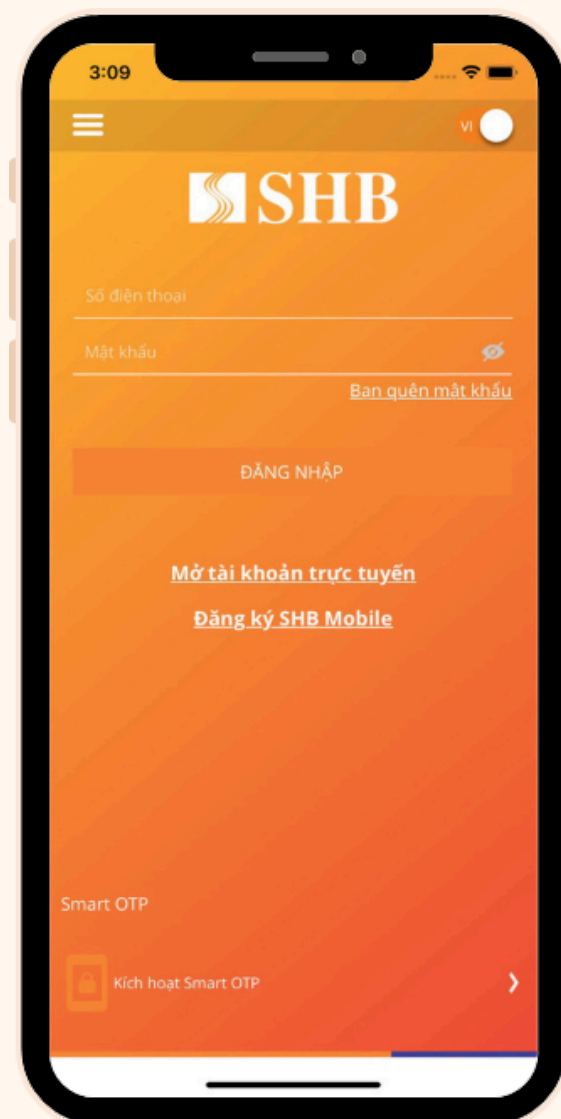 3:09
VI
SHB
Số điện thoại
Mật khẩu
Bạn quên mật khẩu
ĐĂNG NHẬP
Mở tài khoản trực tuyến
Đăng ký SHB Mobile
Smart OTP
Kích hoạt Smart OTP